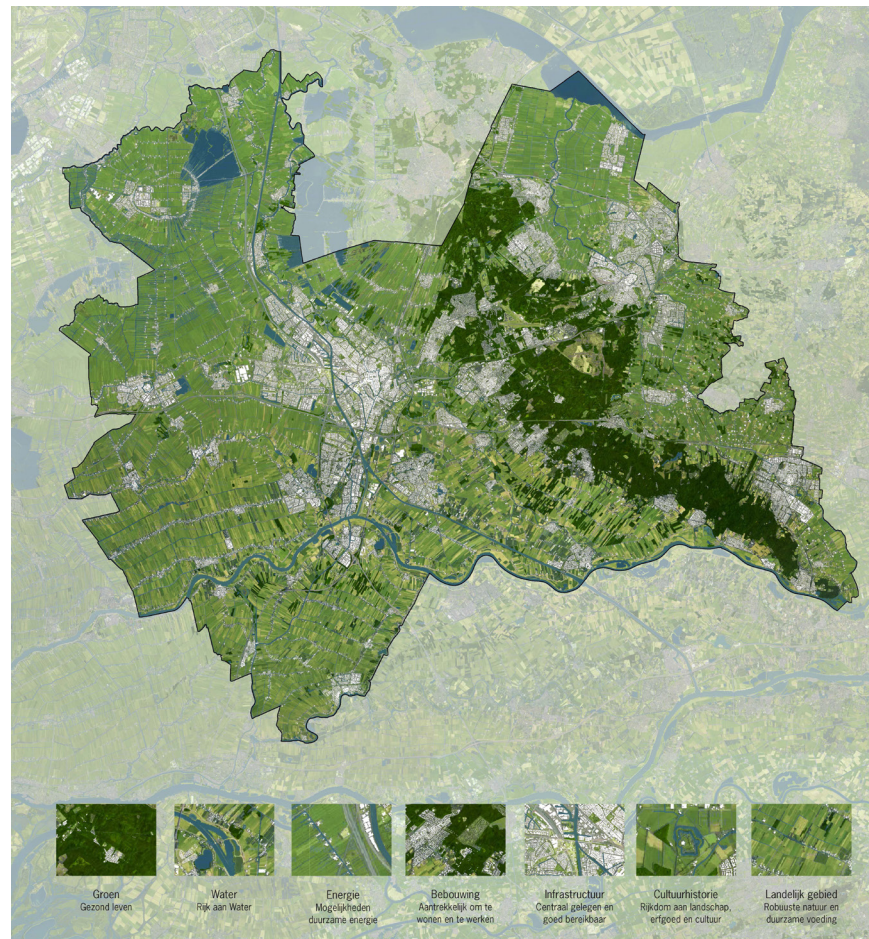 Groen
Gezond leven
Water
Rijk aan Water
Energie
Mogelijkheden
duurzame energie
Bebouwing
Aantrekkelijk om te
wonen en te werken
Infrastructuur
Centraal gelegen en
goed bereikbaar
Cultuurhistorie
Rijkdom aan landschap,
erfgoed en cultuur
Landelijk gebied
Robuuste natuur en
duurzame voeding